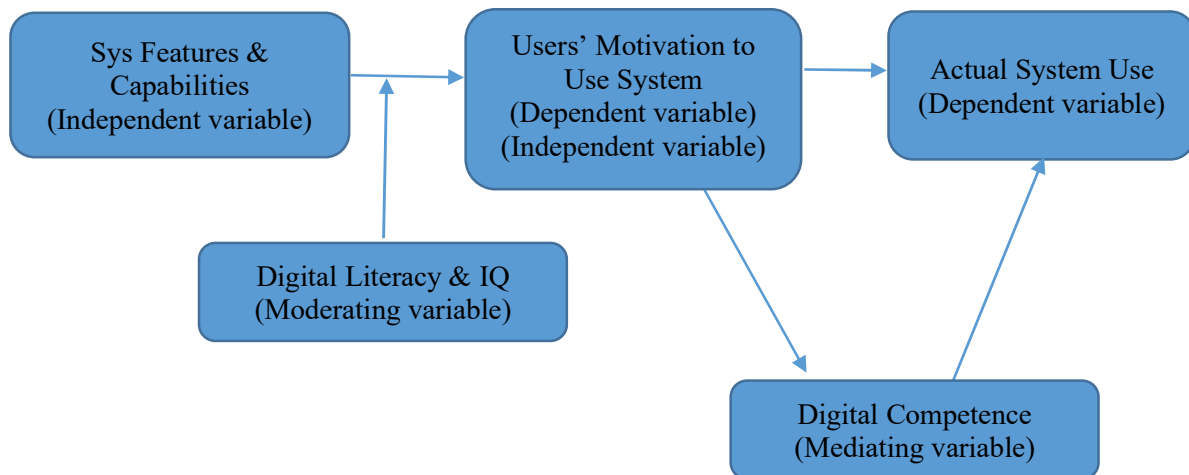 Sys Features &
Capabilities
(Independent variable)
Users’ Motivation to
Use System
(Dependent variable)
(Independent variable)
Actual System Use
(Dependent variable)
Digital Literacy & IQ
(Moderating variable)
Digital Competence
(Mediating variable)